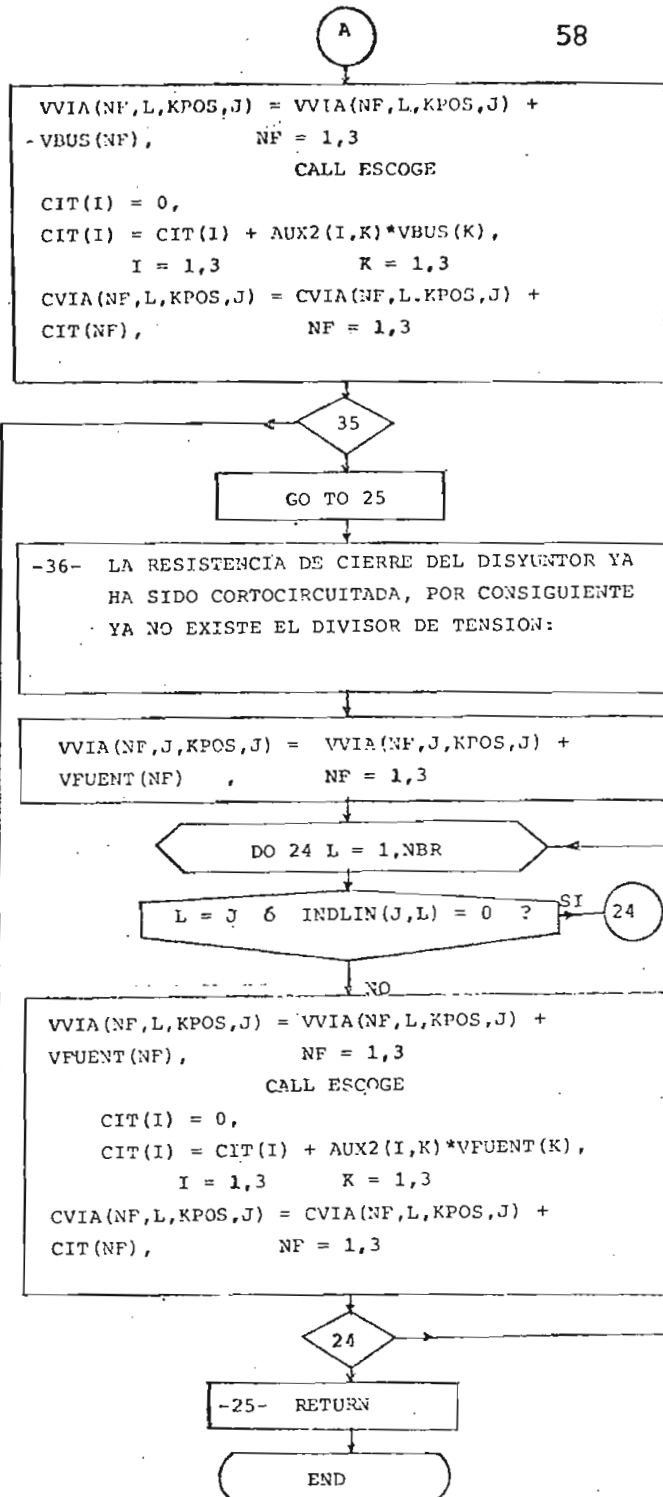 A
58
VVIA(NF,L,KPOS,J) = VVIA(NF,L,KPOS,J) +
-VBUS(NF), NF = 1,3
CALL ESCOGE
CIT(I) = 0,
CIT(I) = CIT(1) + AUX2(I,K)*VBUS(K),
I = 1,3 K = 1,3
CVIA(NF,L,KPOS,J) = CVIA(NF,L.KPOS,J) +
CIT(NF), NF = 1,3
35
GO TO 25
-36- LA RESISTENCIA DE CIERRE DEL DISYUNTOR YA
HA SIDO CORTOCIRCUITADA, POR CONSIGUIENTE
YA NO EXISTE EL DIVISOR DE TENSION:
VVIA(NF,J,KPOS,J) = VVIA(NF,J,KPOS,J) +
VFUENT(NF) , NF = 1,3
DO 24 L = 1,NBR
L = J ó INDLIN(J,L) = 0 ?
SI
24
NO
VVIA(NF,L,KPOS,J) = VVIA(NF,L,KPOS,J) +
VFUENT(NF), NF = 1,3
CALL ESCOGE
CIT(I) = 0,
CIT(I) = CIT(I) + AUX2(I,K)*VFUENT(K),
I = 1,3 K = 1,3
CVIA(NF,L,KPOS,J) = CVIA(NF,L,KPOS,J) +
CIT(NF), NF = 1,3
24
-25- RETURN
END